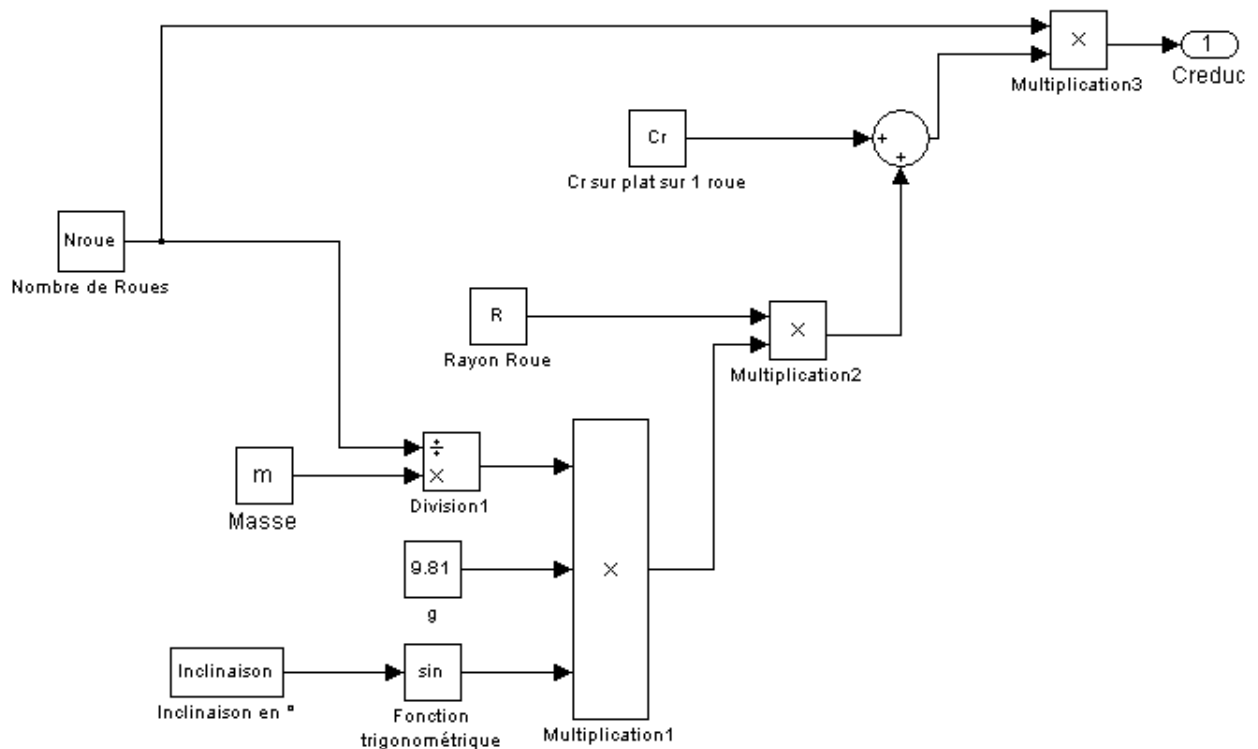 ×
Multiplication3
1
Creduc
Cr
Cr sur plat sur 1 roue
+
+
Nroue
Nombre de Roues
R
Rayon Roue
×
Multiplication2
÷
×
Division1
m
Masse
9.81
g
×
Multiplication1
Inclinaison
Inclinaison en °
sin
Fonction
trigonométrique